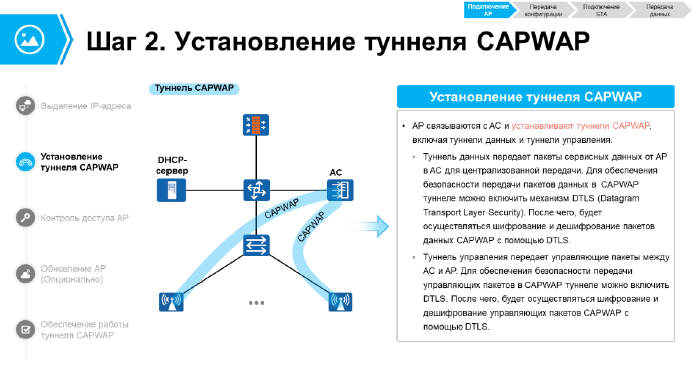 Подключение
AP
Передача
конфигурации
Подключение
STA
Передача
данных
Шаг 2. Установление туннеля CAPWAP
Выделение IP-адреса
Установление
туннеля CAPWAP
Контроль доступа AP
Обновление AP
(Опционально)
Обеспечение работы
туннеля CAPWAP
Туннель CAPWAP
DHCP-
сервер
AC
CAPWAP
CAPWAP
Установление туннеля CAPWAP
• AP связываются с AC и устанавливают туннели CAPWAP,
включая туннели данных и туннели управления.
▫ Туннель данных передает пакеты сервисных данных от AP
в AC для централизованной передачи. Для обеспечения
безопасности передачи пакетов данных в CAPWAP
туннеле можно включить механизм DTLS (Datagram
Transport Layer Security). После чего, будет
осуществляться шифрование и дешифрование пакетов
данных CAPWAP с помощью DTLS.
▫ Туннель управления передает управляющие пакеты между
AC и AP. Для обеспечения безопасности передачи
управляющих пакетов в CAPWAP туннеле можно включить
DTLS. После чего, будет осуществляться шифрование и
дешифрование управляющих пакетов CAPWAP с
помощью DTLS.